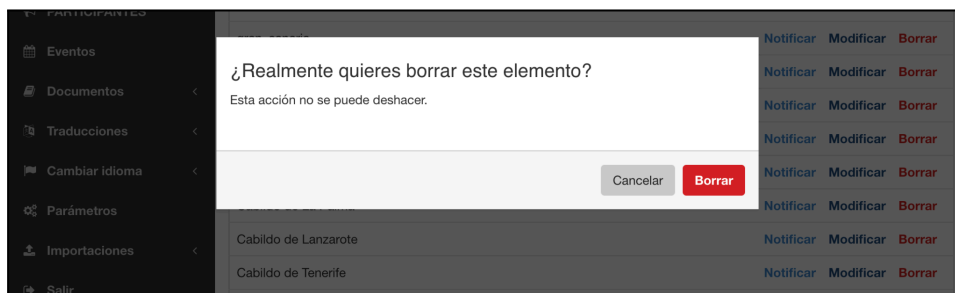 PARTICIPANTES
Notificar Modificar Borrar
Eventos
¿Realmente quieres borrar este elemento?
Notificar Modificar Borrar
Documentos
Esta acción no se puede deshacer.
Notificar Modificar Borrar
Traducciones
Notificar Modificar Borrar
Cambiar idioma
Cancelar Borrar
Notificar Modificar Borrar
Parámetros
Notificar Modificar Borrar
Importaciones
Cabildo de Lanzarote
Notificar Modificar Borrar
Cabildo de Tenerife
Notificar Modificar Borrar
Salir